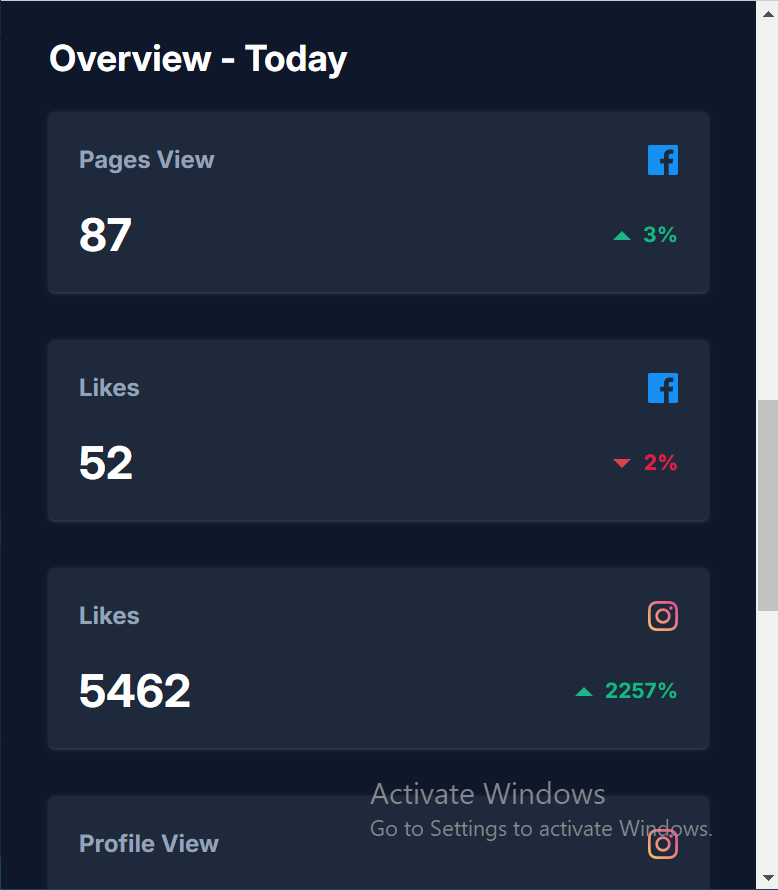 Overview - Today
Pages View
87
3%
Likes
52
2%
Likes
5462
2257%
Activate Windows
Go to Settings to activate Windows.
Profile View